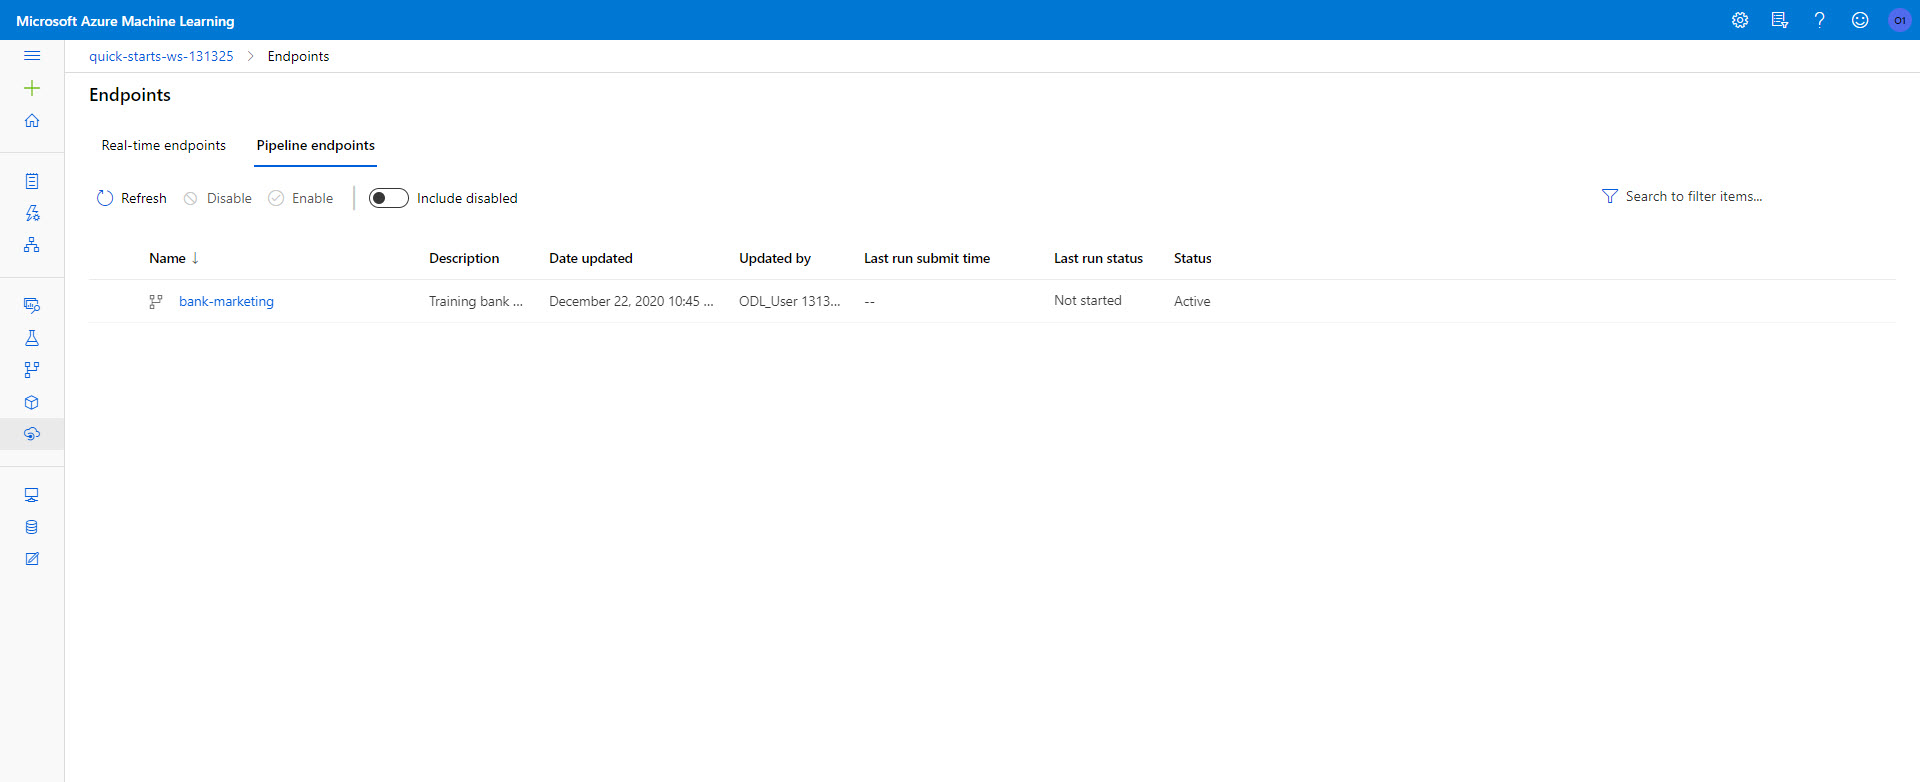 Microsoft Azure Machine Learning
O1
quick-starts-ws-131325 > Endpoints
Endpoints
Real-time endpoints Pipeline endpoints
Refresh Disable Enable Include disabled Search to filter items...
Name ↓ Description Date updated Updated by Last run submit time Last run status Status
bank-marketing Training bank ... December 22, 2020 10:45 ... ODL_User 1313... -- Not started Active